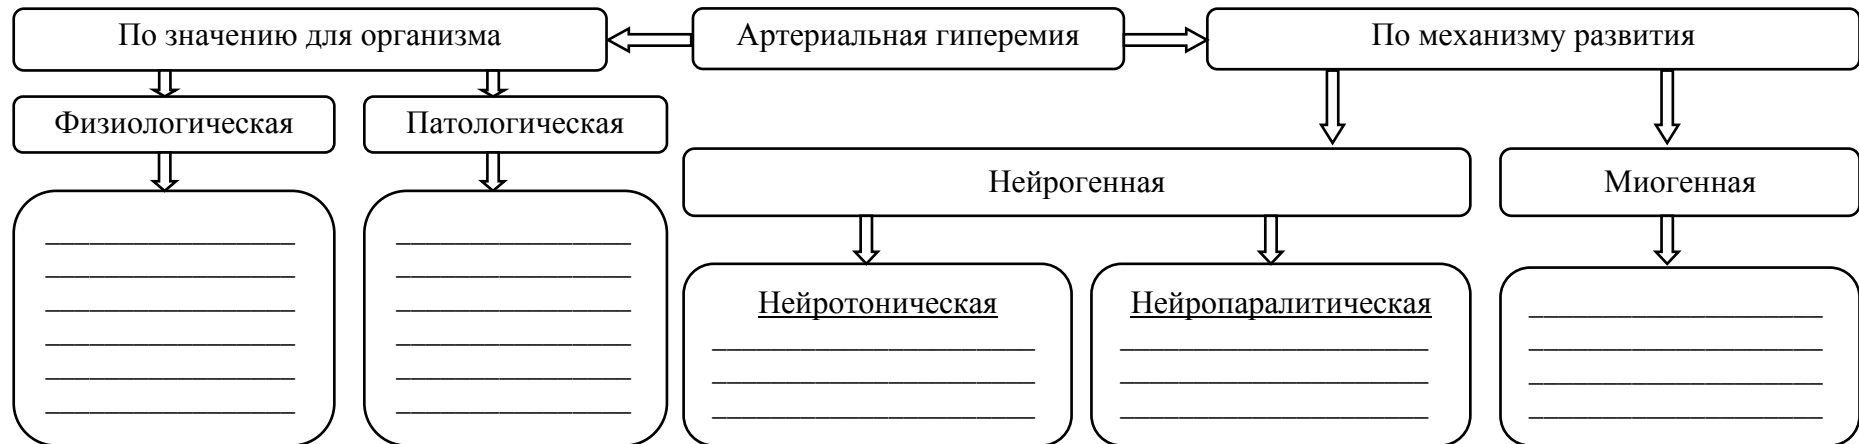 По значению для организма
Артериальная гиперемия
По механизму развития
Физиологическая
Патологическая
Нейрогенная
Миогенная
Нейротоническая
Нейропаралитическая